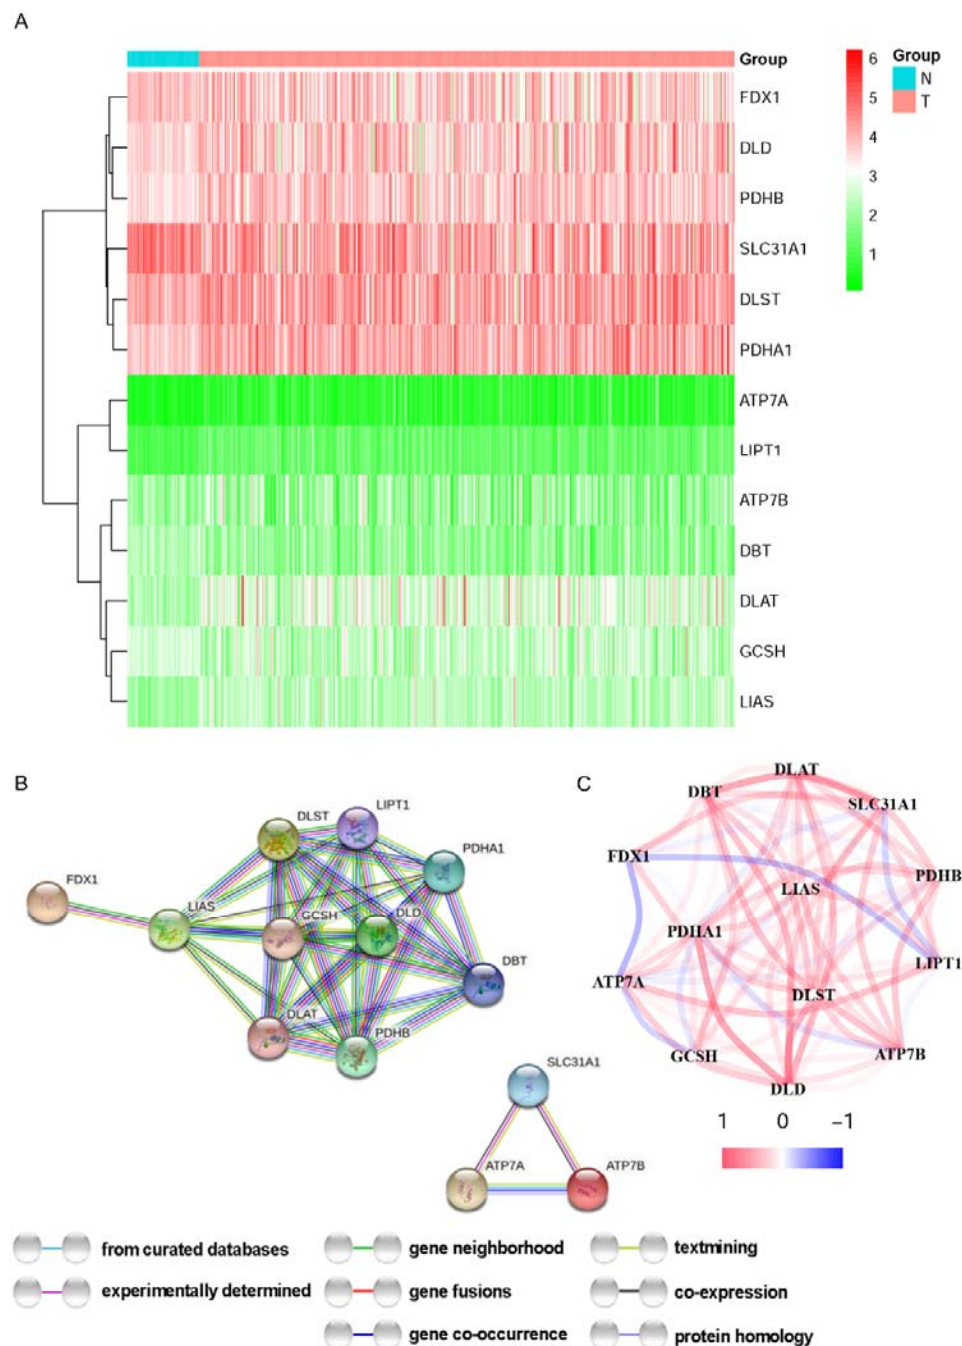 A
Group
FDX1
DLD
PDHB
SLC31A1
DLST
PDHA1
ATP7A
LIPT1
ATP7B
DBT
DLAT
GCSH
LIAS
6
5
4
3
2
1
Group
N
T
B
FDX1
LIAS
DLST
LIPT1
PDHA1
GCSH
DLD
DBT
DLAT
PDHB
SLC31A1
ATP7A
ATP7B
C
DLAT
DBT
SLC31A1
FDX1
PDHB
LIAS
PDHA1
LIPT1
ATP7A
DLST
GCSH
ATP7B
DLD
1 0 −1
from curated databases
gene neighborhood
textmining
experimentally determined
gene fusions
co-expression
gene co-occurrence
protein homology